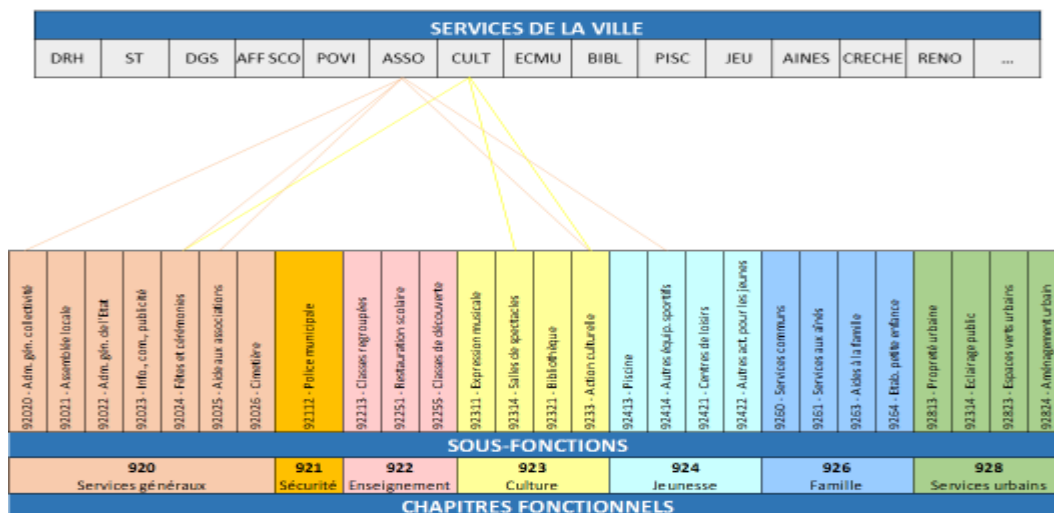 SERVICES DE LA VILLE
DRH ST DGS AFF SCO POVI ASSO CULT ECMU BIBL PISC JEU AINES CRECHE RENO ...
92020 - Adm. gén. collectivité
92021 - Assemblée locale
92022 - Adm. gén. de l'Etat
92023 - Info., com., publicité
92024 - Fêtes et cérémonies
92025 - Aide aux associations
92026 - Cimetière
92112 - Police municipale
92213 - Classes regroupées
92251 - Restauration scolaire
92255 - Classes de découverte
92311 - Expression musicale
92314 - Salles de spectacles
92321 - Bibliothèque
9233 - Action culturelle
92413 - Piscine
92414 - Autres équip. sportifs
92421 - Centres de loisirs
92422 - Autres act. pour les jeunes
9260 - Services communs
9261 - Services aux aînés
9263 - Aides à la famille
9264 - Etab. petite enfance
92813 - Propreté urbaine
92314 - Eclairage public
92823 - Espaces verts urbains
92824 - Aménagement urbain
SOUS-FONCTIONS
920 921 922 923 924 926 928
Services généraux Sécurité Enseignement Culture Jeunesse Famille Services urbains
CHAPITRES FONCTIONNELS